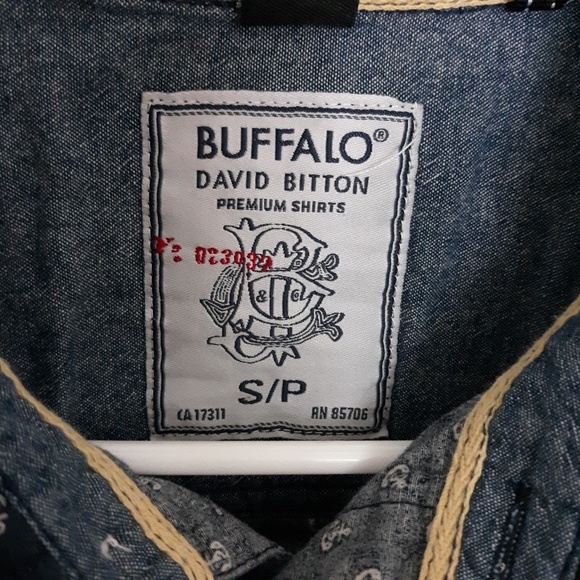 BUFFALO®
DAVID BITTON
PREMIUM SHIRTS
&
S/P
CA 17311 RN 85706